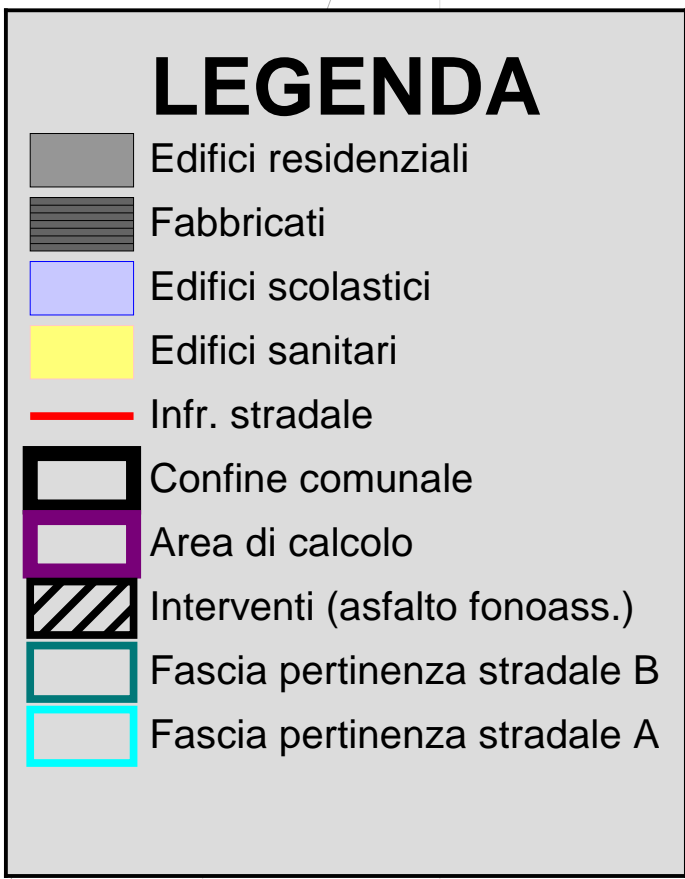 LEGENDA
Edifici residenziali
Fabbricati
Edifici scolastici
Edifici sanitari
Infr. stradale
Confine comunale
Area di calcolo
Interventi (asfalto fonoass.)
Fascia pertinenza stradale B
Fascia pertinenza stradale A